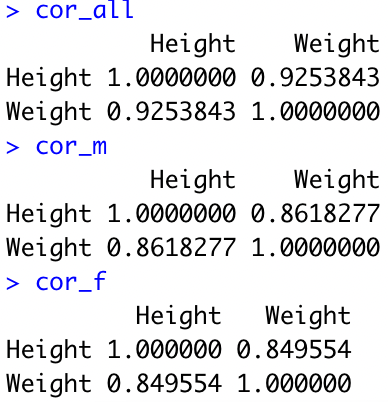 > cor_all
          Height    Weight
Height 1.0000000 0.9253843
Weight 0.9253843 1.0000000
> cor_m
          Height    Weight
Height 1.0000000 0.8618277
Weight 0.8618277 1.0000000
> cor_f
         Height   Weight
Height 1.000000 0.849554
Weight 0.849554 1.000000